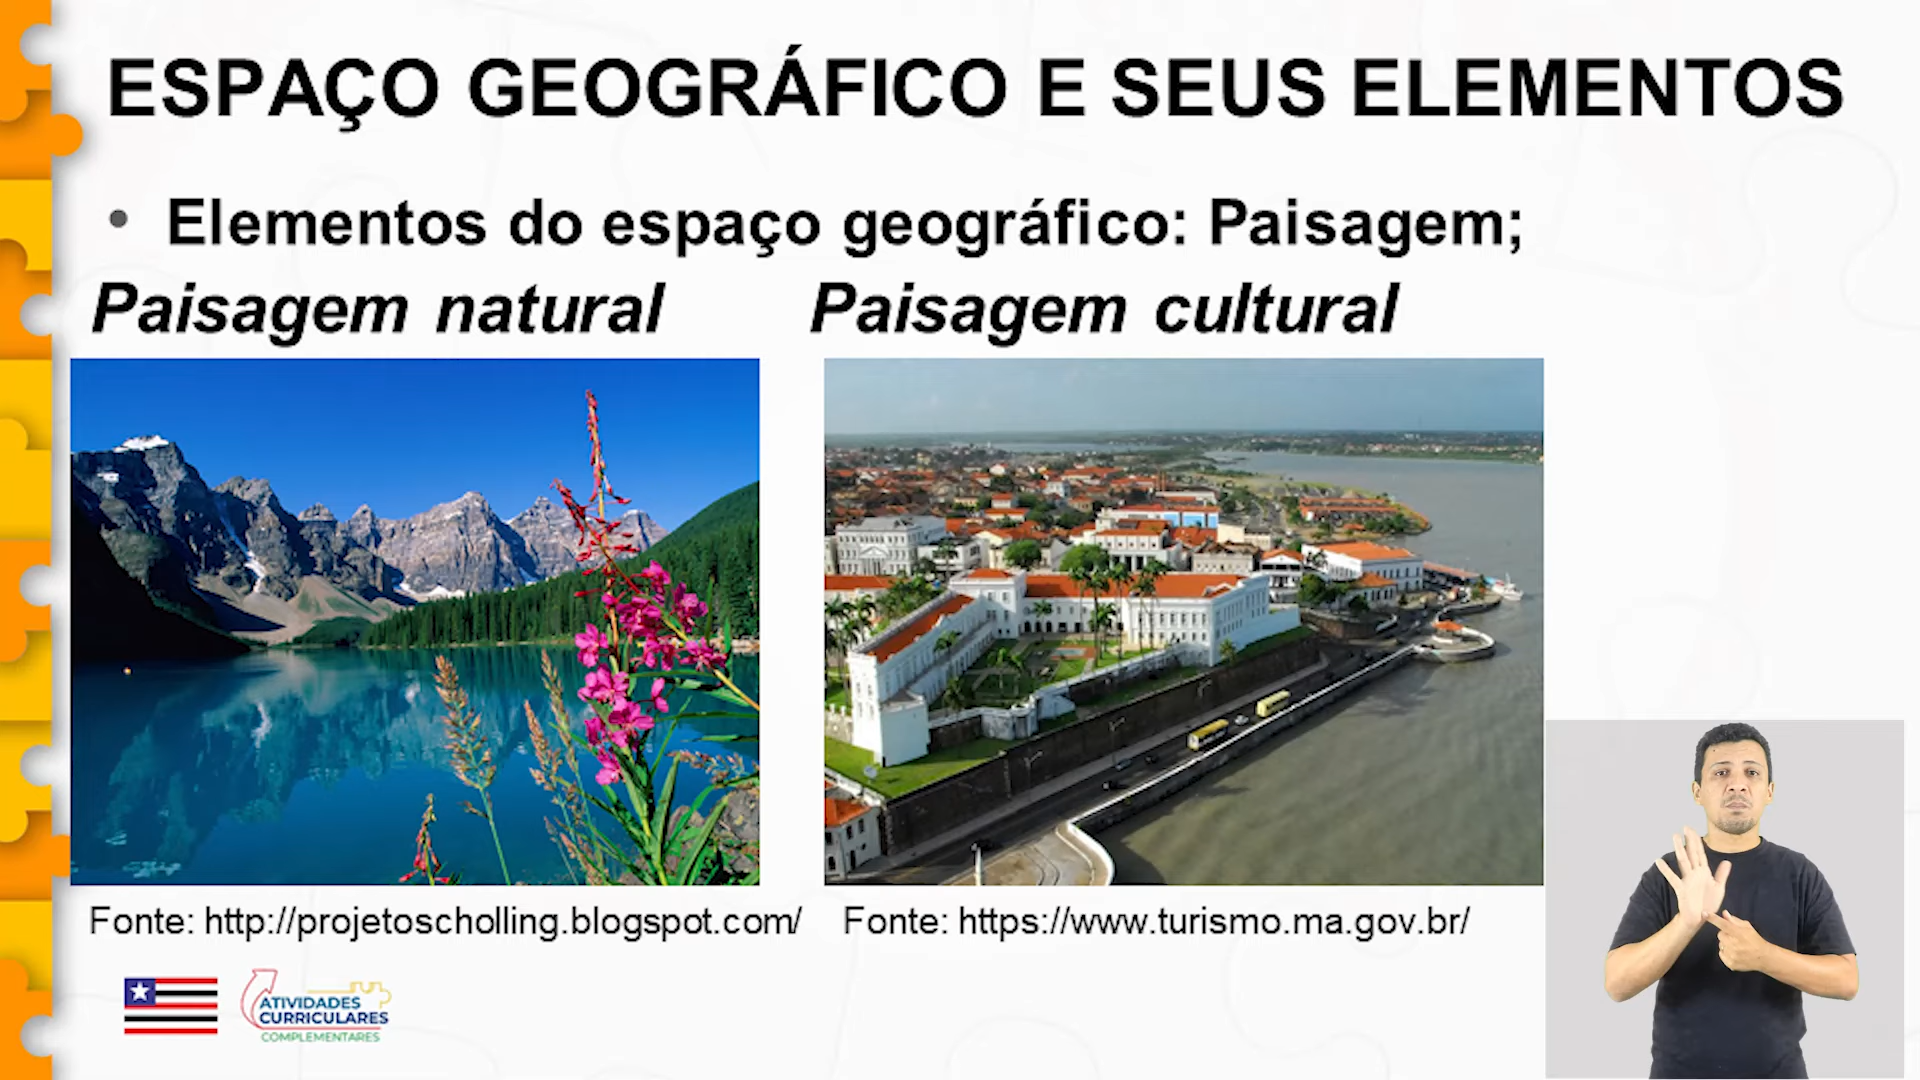 ESPAÇO GEOGRÁFICO E SEUS ELEMENTOS
• Elementos do espaço geográfico: Paisagem;
Paisagem natural
Paisagem cultural
Fonte: http://projetoscholling.blogspot.com/
Fonte: https://www.turismo.ma.gov.br/
ATIVIDADES
CURRICULARES
COMPLEMENTARES